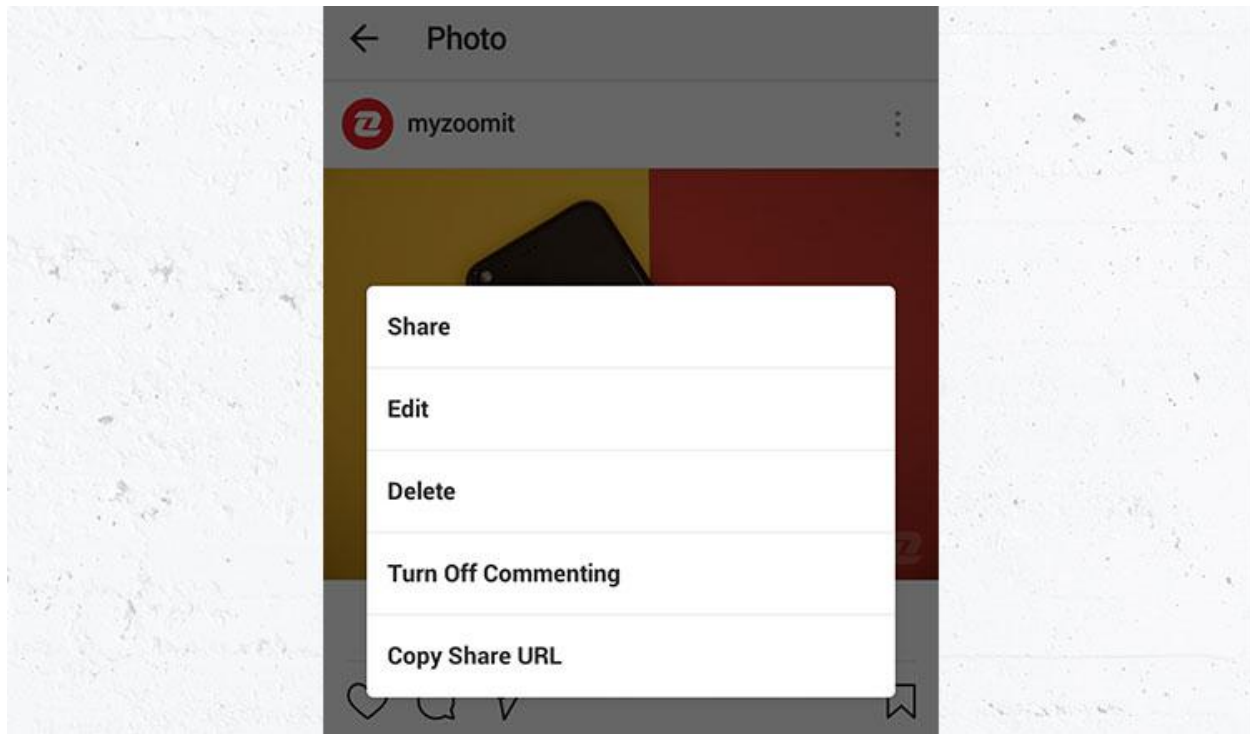 Photo
myzoomit
Share
Edit
Delete
Turn Off Commenting
Copy Share URL